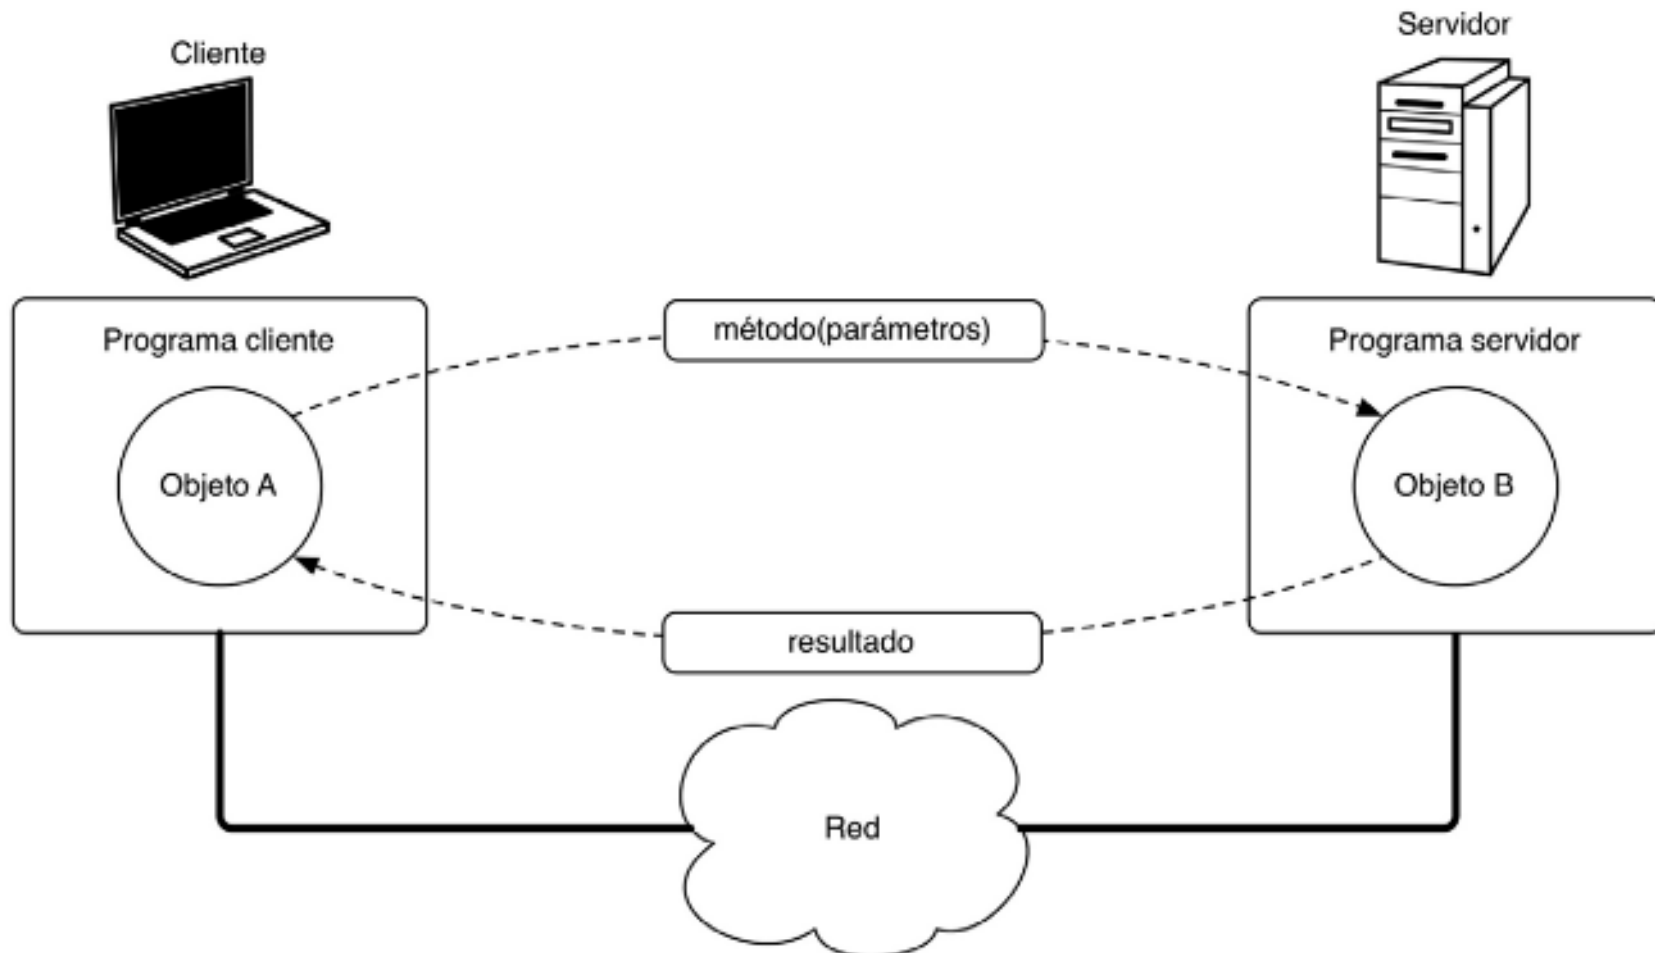 Cliente
Servidor
Programa cliente
método(parámetros)
Programa servidor
Objeto A
Objeto B
resultado
Red